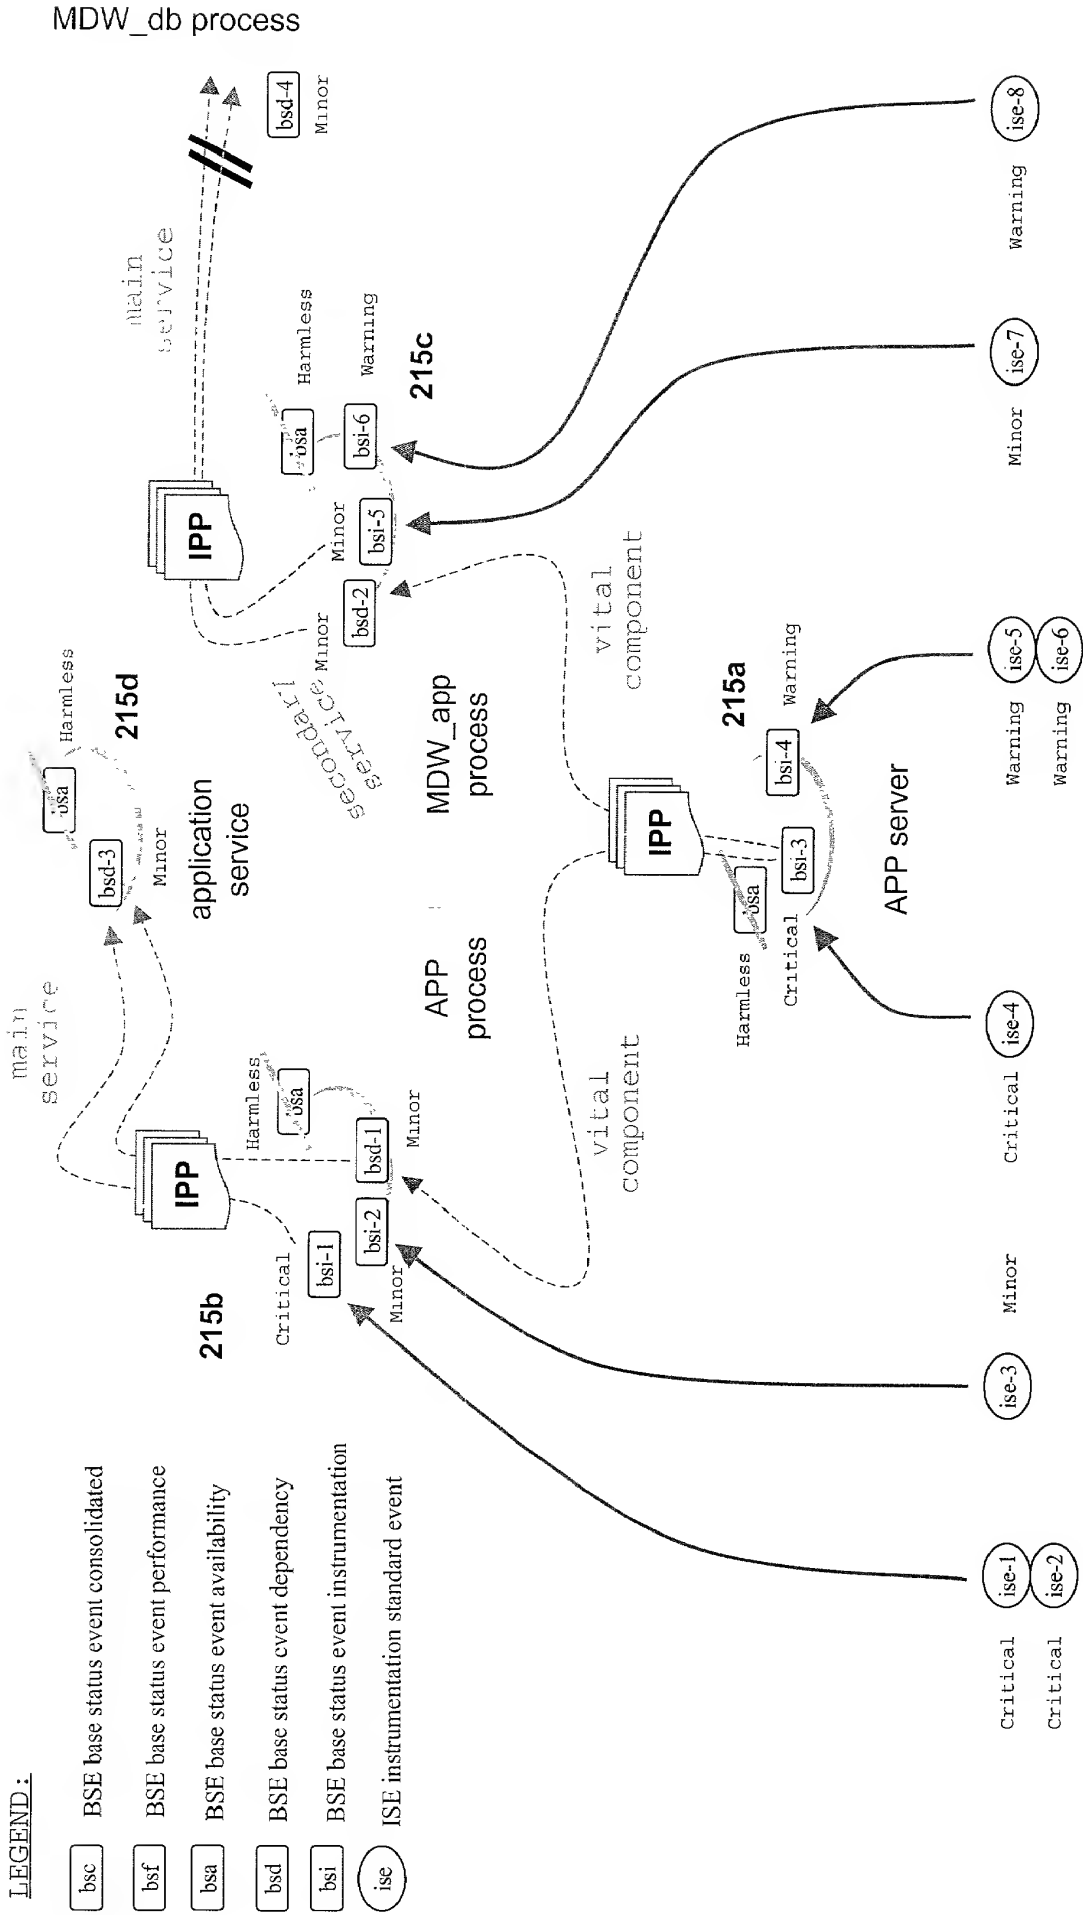 MDW_db process
main
service
bsd-4
Minor
IPP
215d
Harmless
bsa
bsd-3
Minor
application
service
main
service
IPP
215b
Harmless
bsa
Critical
bsi-1
Minor
bsi-2
bsd-1
Minor
APP
process
secondary
service
MDW_app
process
Minor
bsd-2
Minor
bsi-5
bsa
Harmless
bsi-6
Warning
215c
vital
component
vital
component
IPP
215a
Harmless
bsa
Critical
bsi-3
bsi-4
Warning
APP server
Critical
ise-1
Critical
ise-2
ise-3
Minor
Critical
ise-4
Warning
ise-5
Warning
ise-6
Minor
ise-7
Warning
ise-8
LEGEND:
bsc BSE base status event consolidated
bsf BSE base status event performance
bsa BSE base status event availability
bsd BSE base status event dependency
bsi BSE base status event instrumentation
ise ISE instrumentation standard event